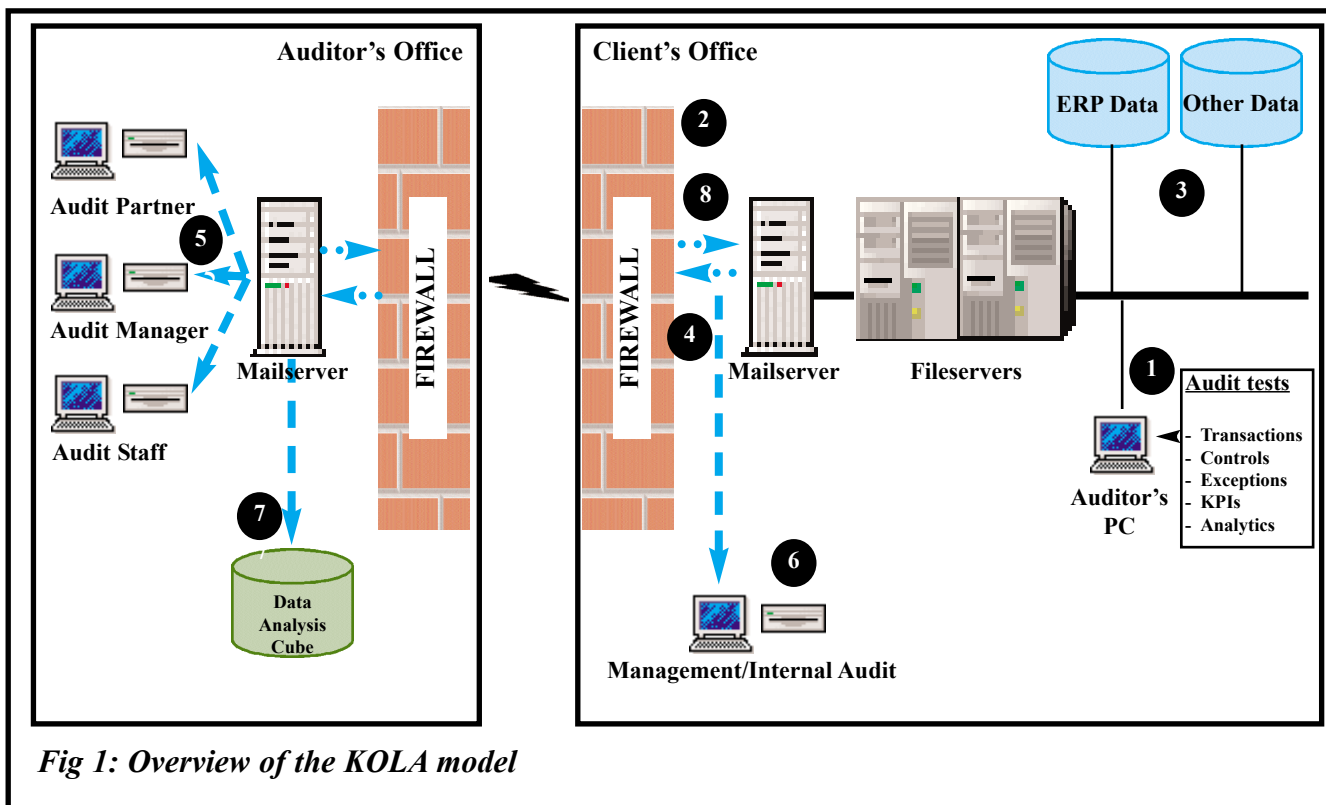 Auditor's Office
Audit Partner
5
Audit Manager
Audit Staff
Mailserver
FIREWALL
7
Data
Analysis
Cube
Client's Office
2
8
4
FIREWALL
Mailserver
Fileservers
ERP Data
Other Data
3
1
Auditor's
PC
Audit tests
- Transactions
- Controls
- Exceptions
- KPIs
- Analytics
6
Management/Internal Audit
Fig 1: Overview of the KOLA model